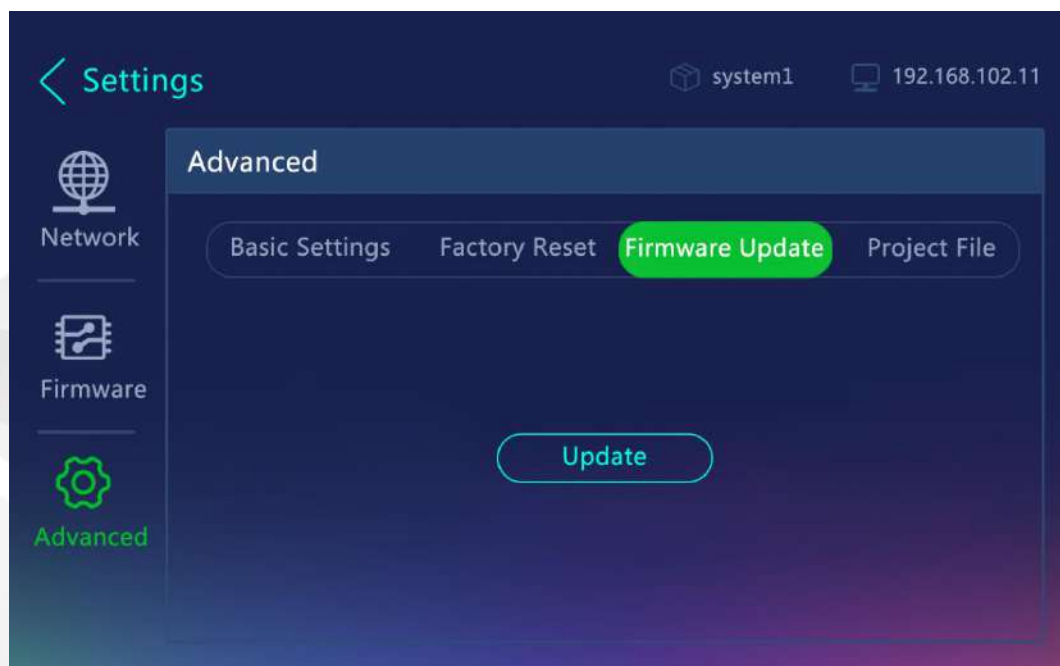 Settings
system1
192.168.102.11
Advanced
Network
Basic Settings
Factory Reset
Firmware Update
Project File
Firmware
Update
Advanced